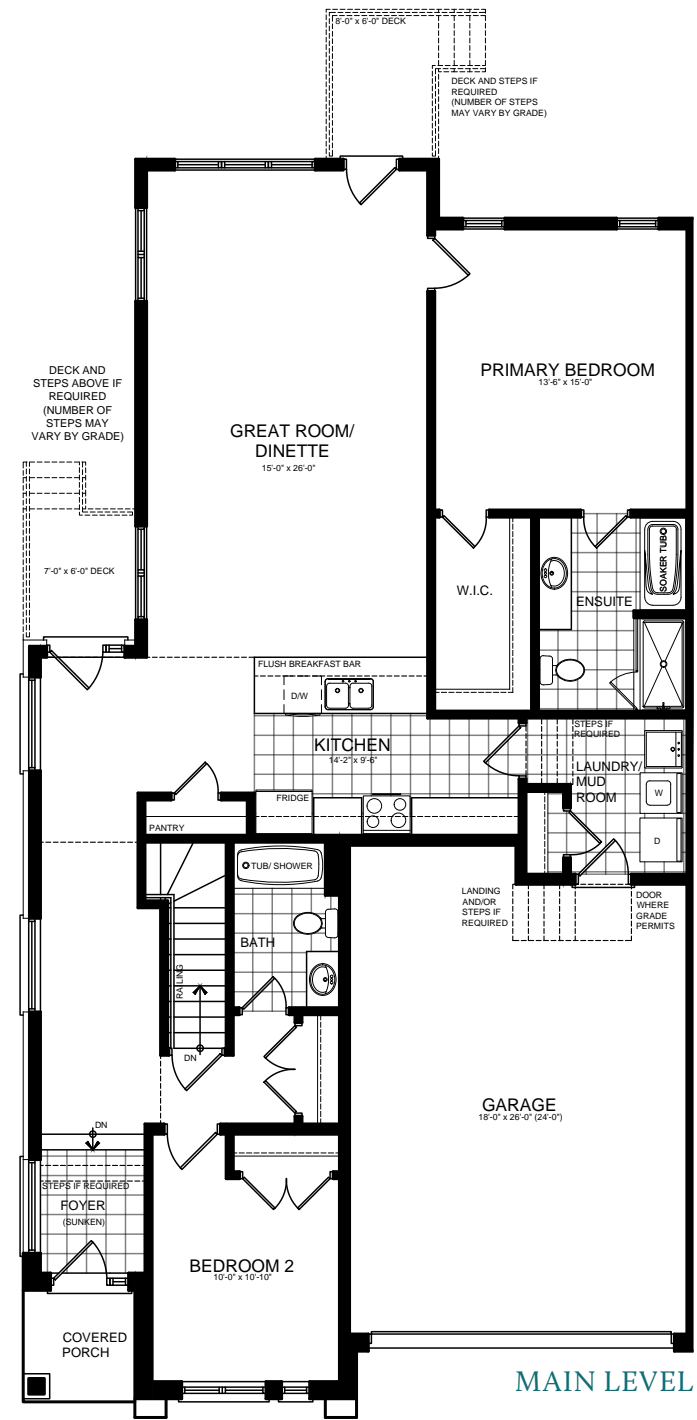 8'-0" x 6'-0" DECK
DECK AND STEPS IF
REQUIRED
(NUMBER OF STEPS
MAY VARY BY GRADE)
PRIMARY BEDROOM
13'-6" x 15'-0"
DECK AND
STEPS ABOVE IF
REQUIRED
(NUMBER OF
STEPS MAY
VARY BY GRADE)
GREAT ROOM/
DINETTE
15'-0" x 26'-0"
7'-0" x 6'-0" DECK
W.I.C.
ENSUITE
SOAKER TUBO
FLUSH BREAKFAST BAR
D/W
KITCHEN
14'-2" x 9'-6"
STEPS IF
REQUIRED
LAUNDRY/
MUD
ROOM
W
D
FRIDGE
PANTRY
TUB/ SHOWER
BATH
RAILING
DN
LANDING
AND/OR
STEPS IF
REQUIRED
DOOR
WHERE
GRADE
PERMITS
GARAGE
18'-0" x 26'-0" (24'-0")
DN
STEPS IF REQUIRED
FOYER
(SUNKEN)
BEDROOM 2
10'-0" x 10'-10"
COVERED
PORCH
MAIN LEVEL